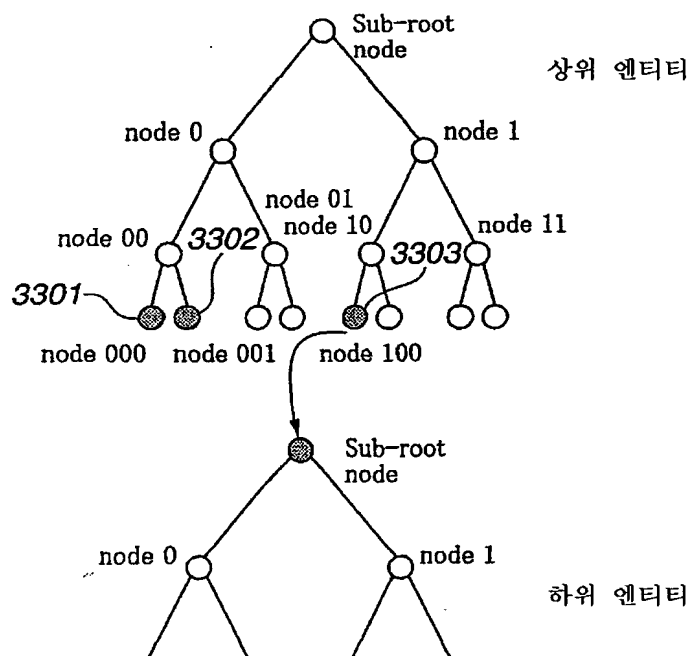 Sub-root
node
상위 엔티티
node 0
node 1
node 01
node 00
3302
node 10
3303
node 11
3301
node 000
node 001
node 100
Sub-root
node
node 0
node 1
하위 엔티티